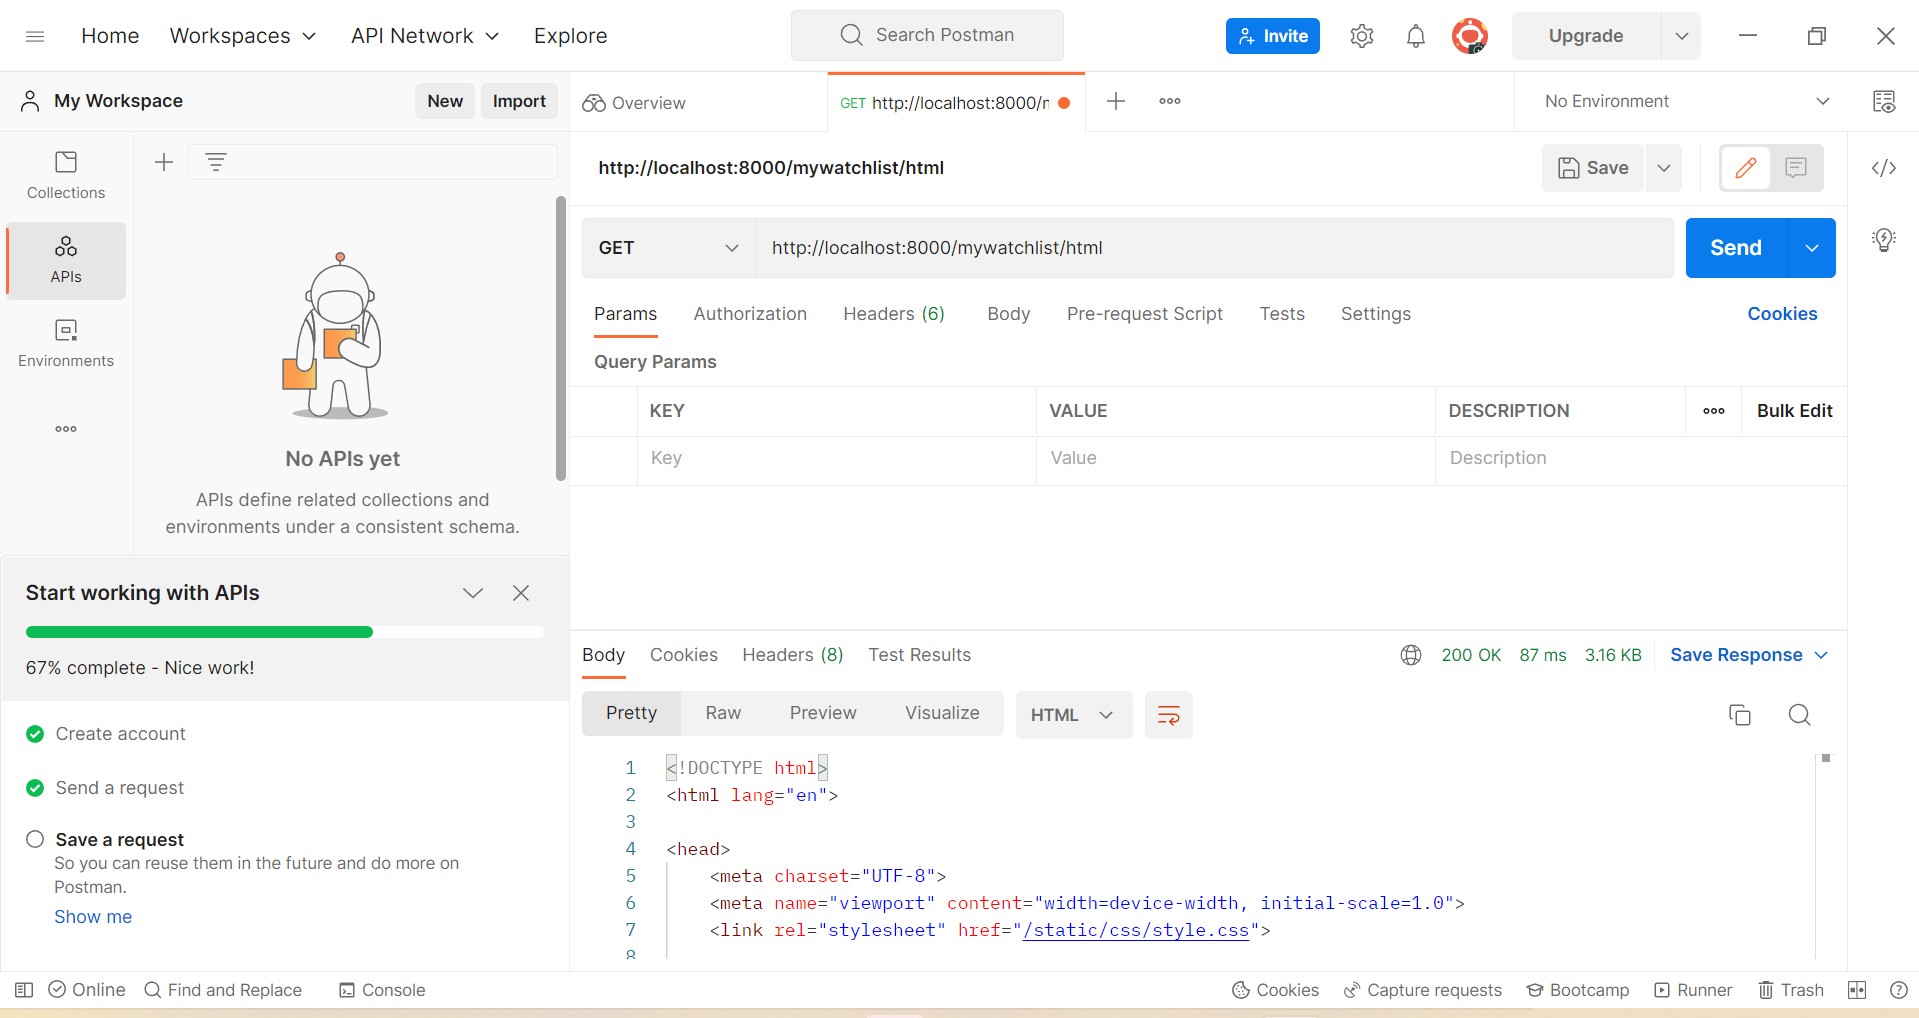 Home Workspaces API Network Explore Search Postman Invite Upgrade
My Workspace New Import Overview GET http://localhost:8000/r No Environment
Collections
APIs
Environments
No APIs yet
APIs define related collections and
environments under a consistent schema.
Start working with APIs
67% complete - Nice work!
Create account
Send a request
Save a request
So you can reuse them in the future and do more on
Postman.
Show me
http://localhost:8000/mywatchlist/html Save
GET http://localhost:8000/mywatchlist/html Send
Params Authorization Headers (6) Body Pre-request Script Tests Settings Cookies
Query Params
KEY VALUE DESCRIPTION Bulk Edit
Key Value Description
Body Cookies Headers (8) Test Results 200 OK 87 ms 3.16 KB Save Response
Pretty Raw Preview Visualize HTML
1 <!DOCTYPE html>
2 <html lang="en">
3
4 <head>
5 <meta charset="UTF-8">
6 <meta name="viewport" content="width=device-width, initial-scale=1.0">
7 <link rel="stylesheet" href="/static/css/style.css">
8
Online Find and Replace Console Cookies Capture requests Bootcamp Runner Trash